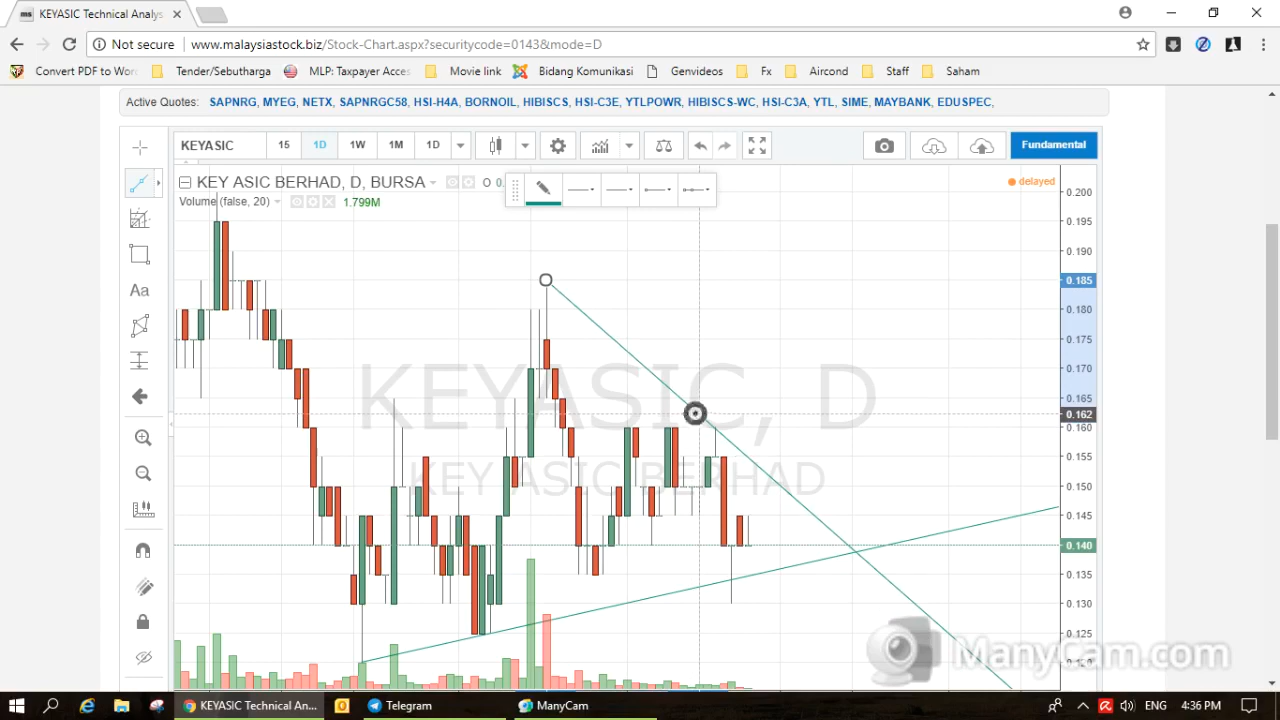 KEYASIC Technical Analys
Not secure
www.malaysiastock.biz/Stock-Chart.aspx?securitycode=0143&mode=D
Convert PDF to Word
Tender/Sebutharga
MLP: Taxpayer Acces
Movie link
Bidang Komunikasi
Genvideos
Fx
Aircond
Staff
Saham
Active Quotes: SAPNRG, MYEG, NETX, SAPNRGC58, HSI-H4A, BORNOIL, HIBISCS, HSI-C3E, YTLPOWR, HIBISCS-WC, HSI-C3A, YTL, SIME, MAYBANK, EDUSPEC,
KEYASIC 15 1D 1W 1M 1D Fundamental
KEY ASIC BERHAD, D, BURSA O 0.
delayed
Volume (false, 20) 1.799M
Aa
KEYASIC, D
KEY ASIC BERHAD
0.200
0.195
0.190
0.185
0.180
0.175
0.170
0.165
0.162
0.160
0.155
0.150
0.145
0.140
0.135
0.130
0.125
ManyCam.com
KEYASIC Technical An...
Telegram
ManyCam
ENG
4:36 PM